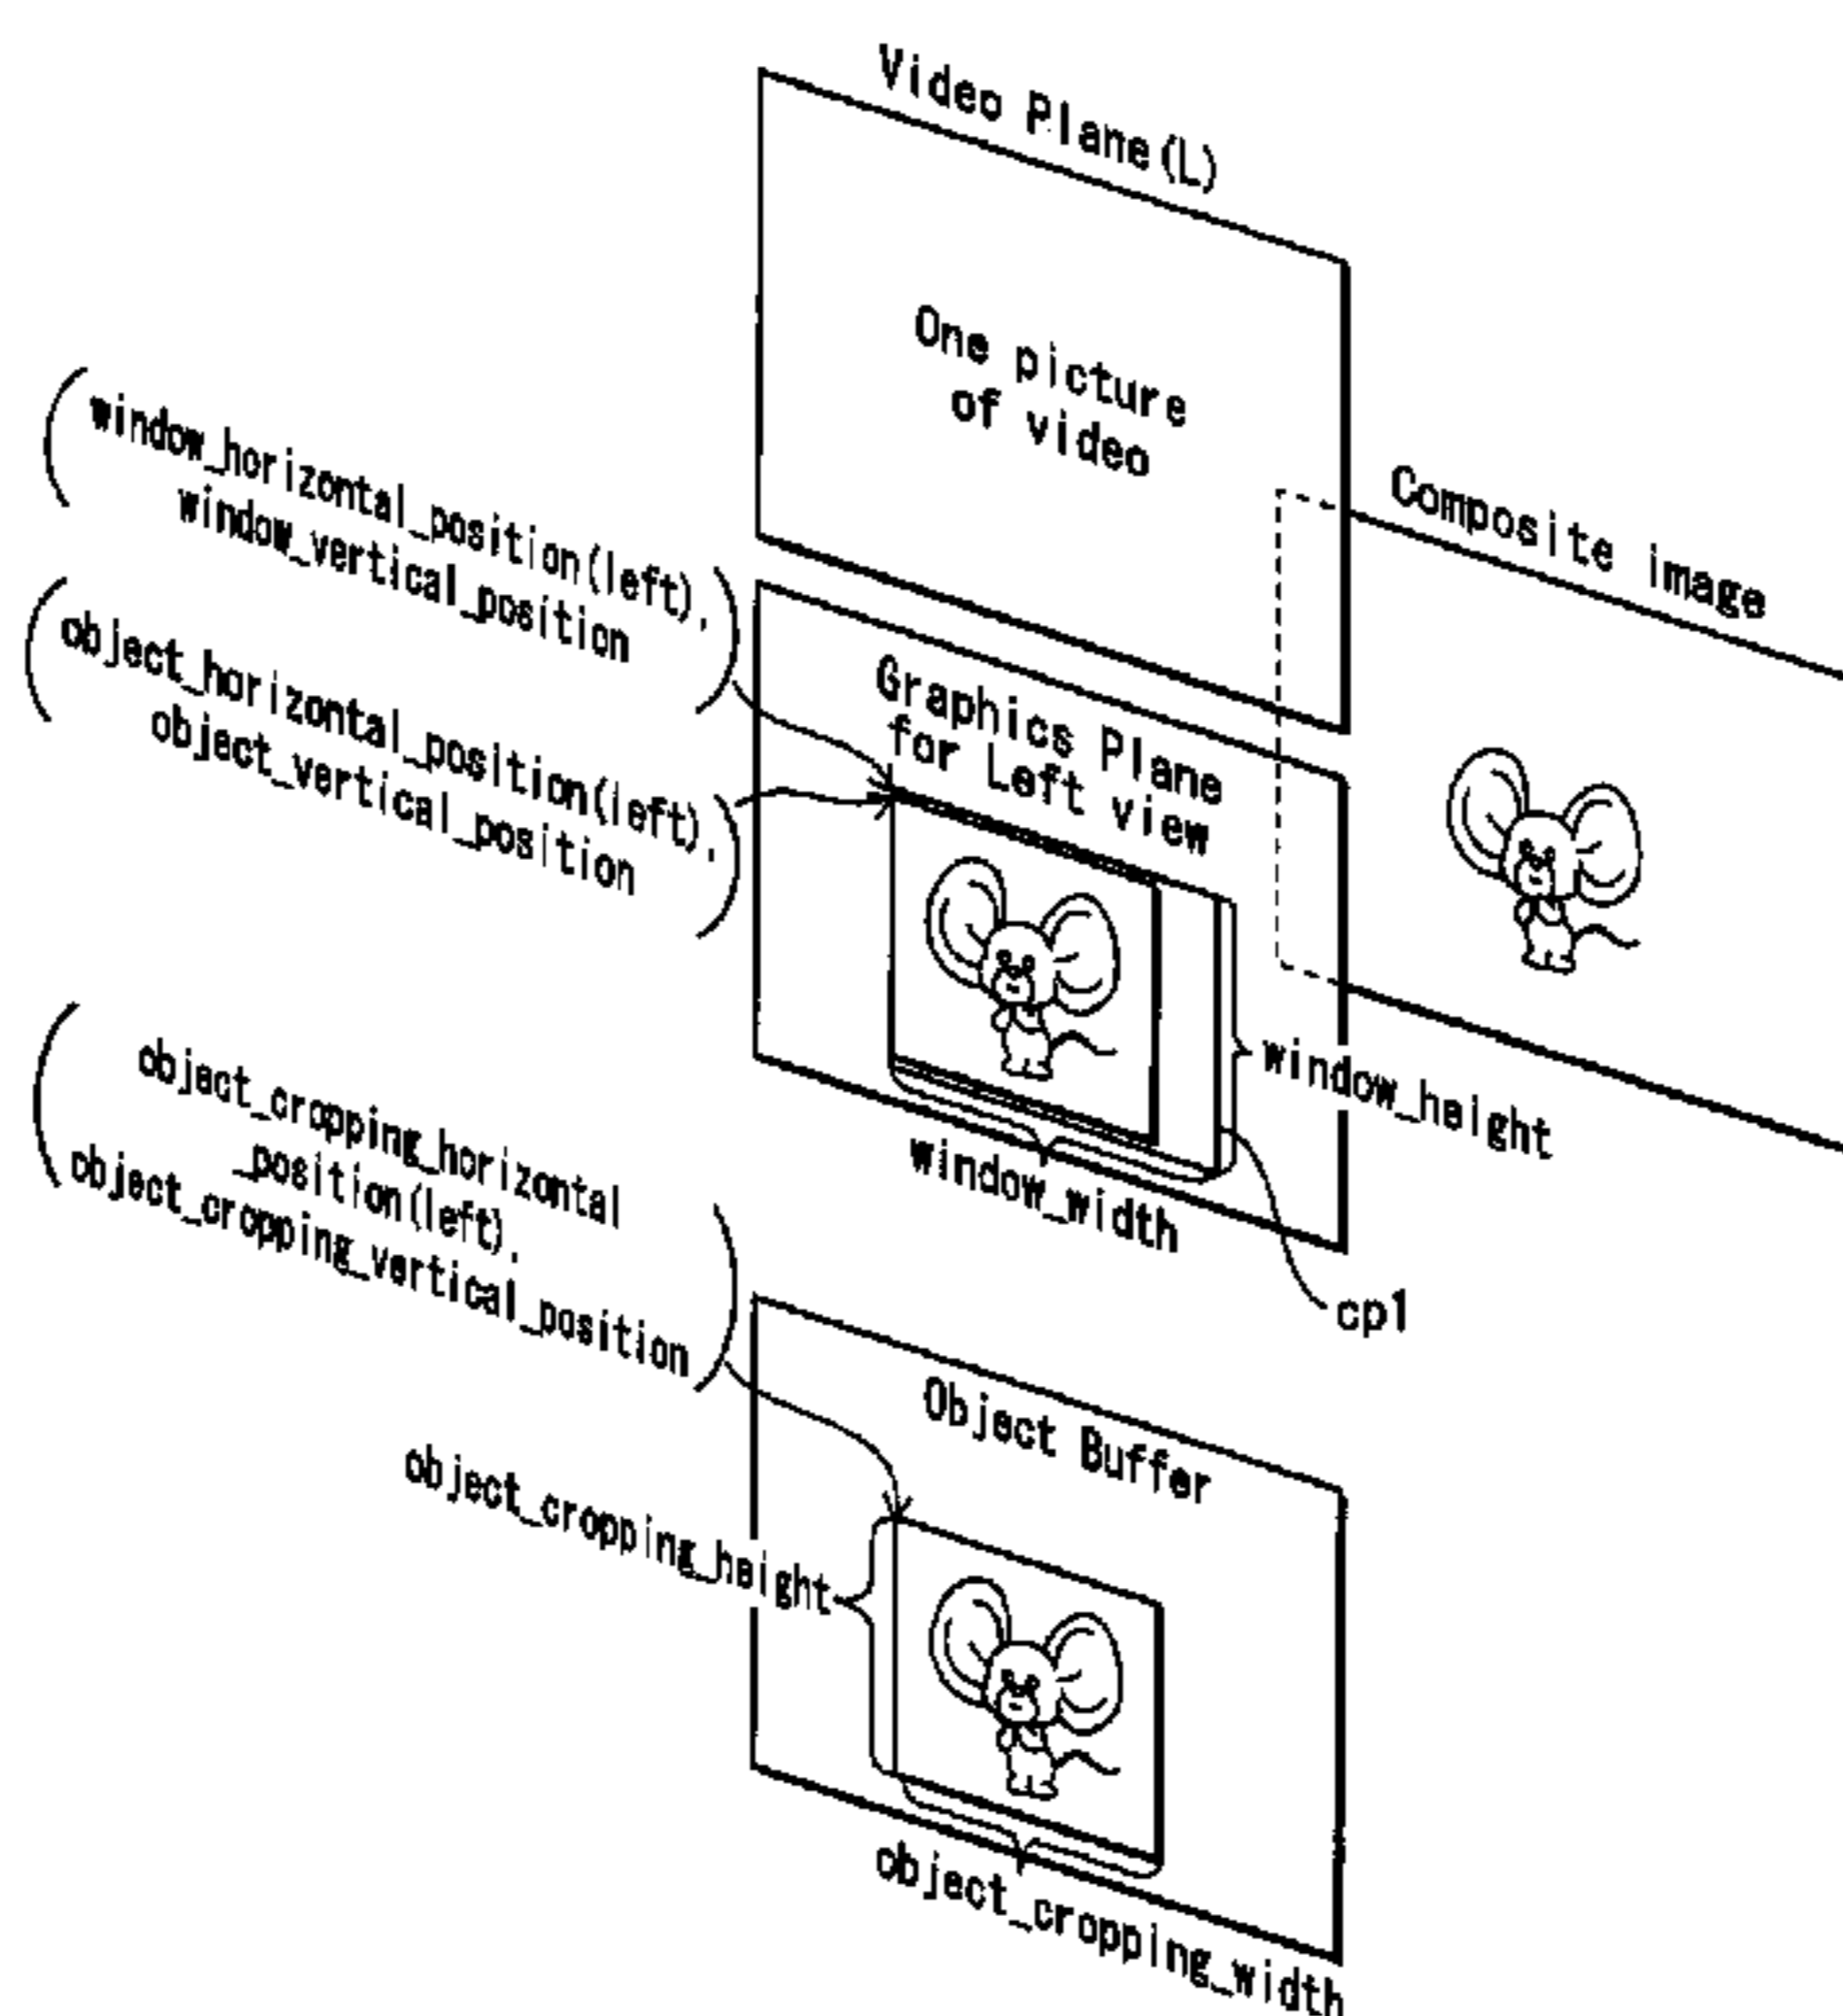 Video Plane(L)
One picture
of video
Composite image
window_horizontal_position(left),
window_vertical_position
object_horizontal_position(left),
object_vertical_position
Graphics Plane
for Left view
window_height
window_width
cp1
object_cropping_horizontal
_position(left),
object_cropping_vertical_position
Object Buffer
object_cropping_height
object_cropping_width